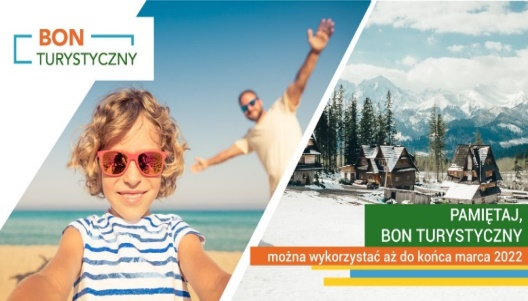 BON
TURYSTYCZNY
PAMIĘTAJ,
BON TURYSTYCZNY
można wykorzystać aż do końca marca 2022